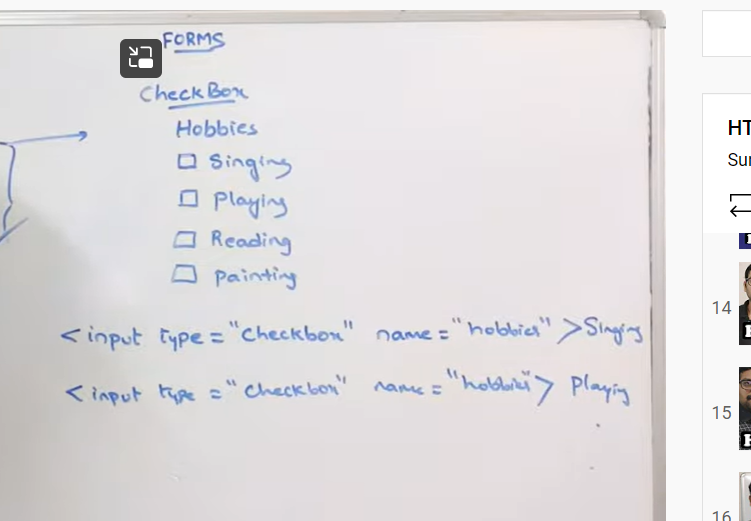 FORMS
CheckBox
Hobbies
Singing
Playing
Reading
Painting
<input type="checkbox" name="hobbies">Singing
<input type="checkbox" name="hobbies"> Playing
HT
Sur
14
15
16